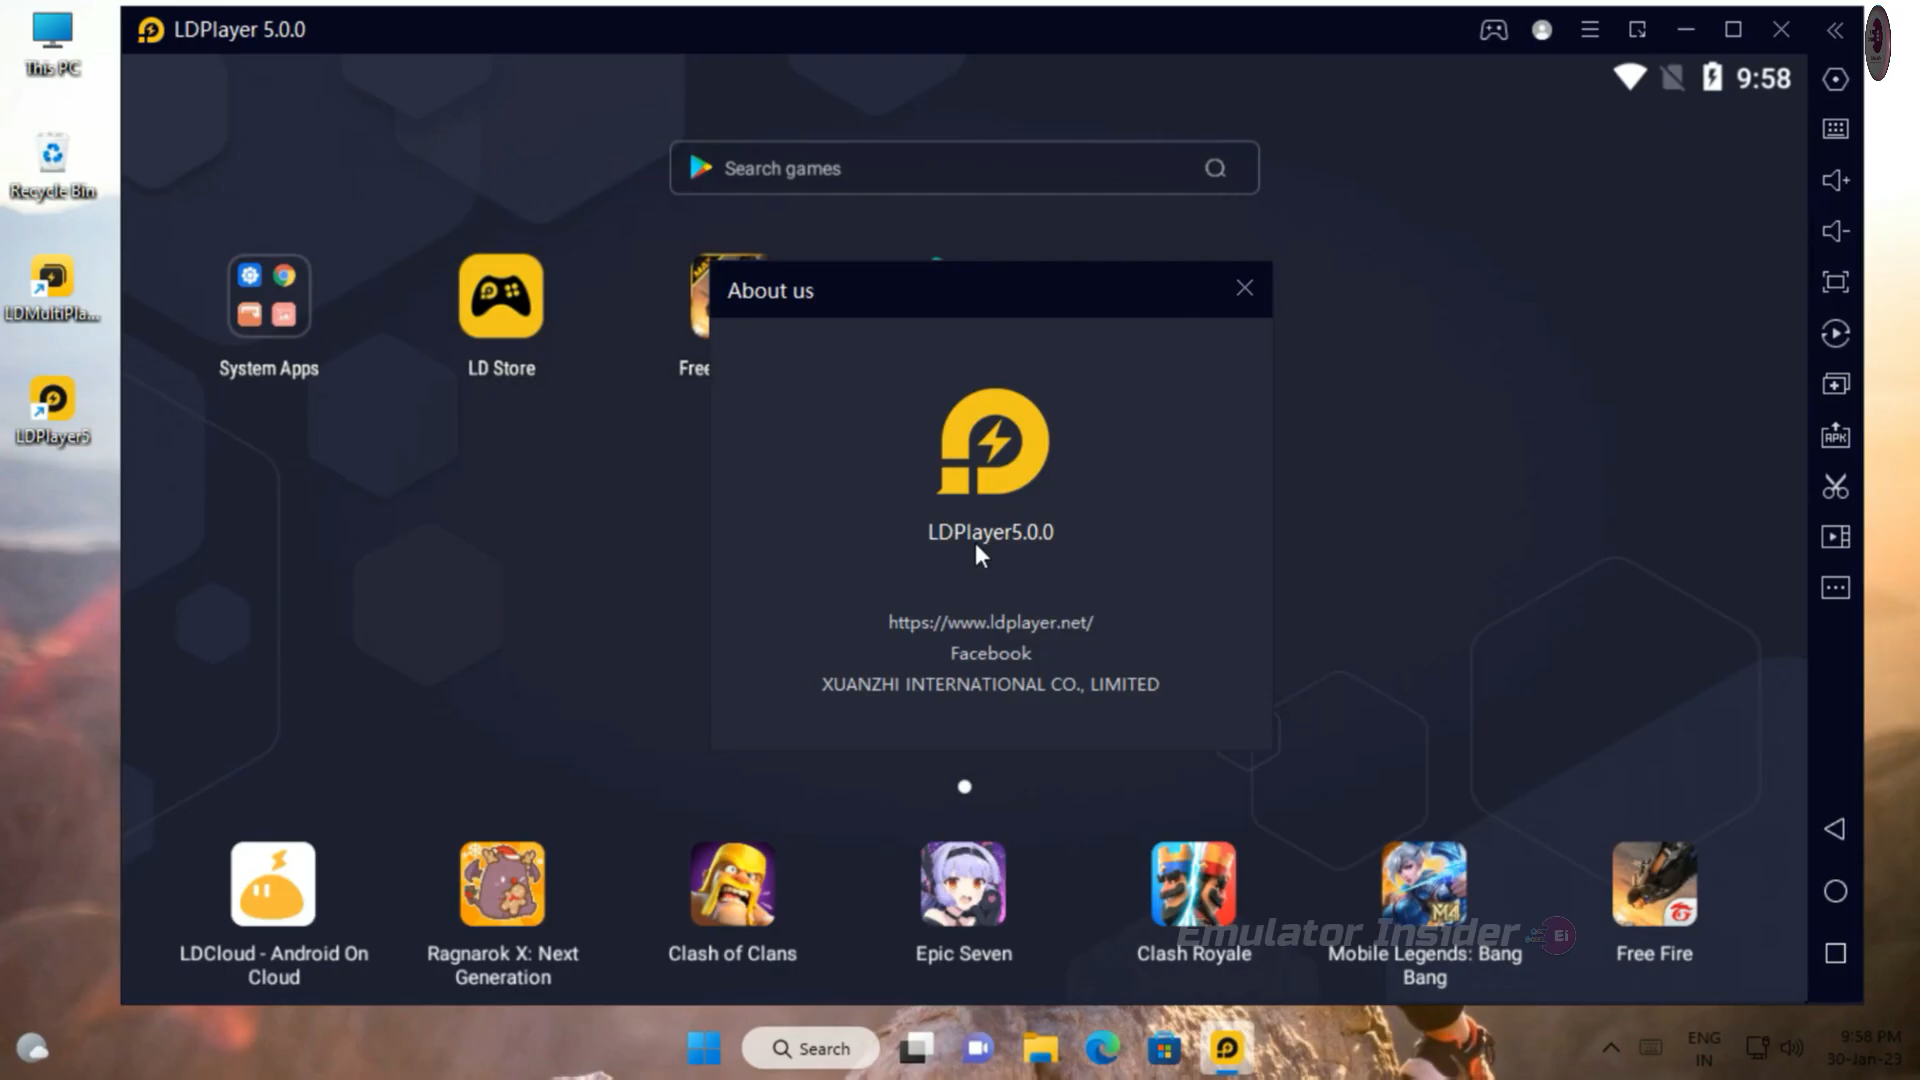 LDPlayer 5.0.0
This PC
9:58
Search games
Recycle Bin
System Apps
LD Store
Free
About us
LDMultiPla...
LDPlayer5
APK
LDPlayer5.0.0
https://www.ldplayer.net/
Facebook
XUANZHI INTERNATIONAL CO., LIMITED
Emulator Insider Ei
LDCloud - Android On
Cloud
Ragnarok X: Next
Generation
Clash of Clans
Epic Seven
Clash Royale
Mobile Legends: Bang
Bang
Free Fire
Search
ENG
IN
9:58 PM
30-Jan-23